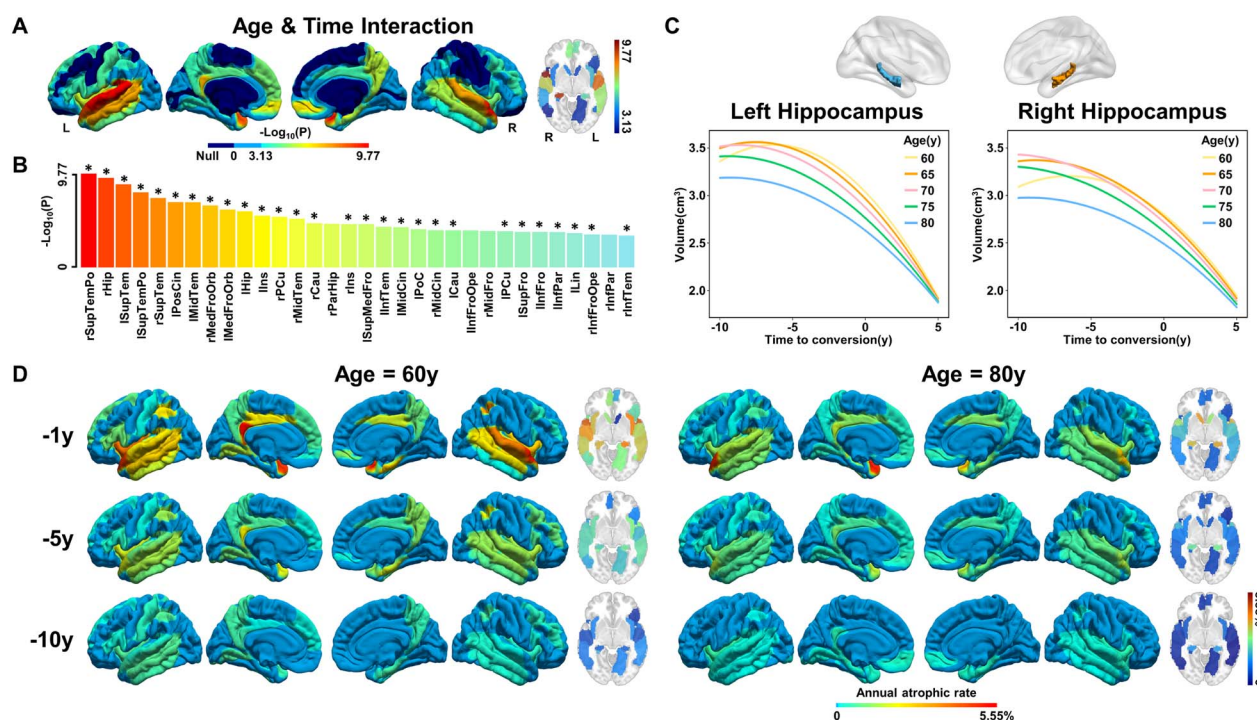 A
Age & Time Interaction
L
R
R
L
9.77
3.13
-Log₁₀(P)
Null 0 3.13 9.77
B
9.77
-Log₁₀(P)
0
* * * * * * * * * * * * * * * * * * * * * * * * * * *
rSupTemPo
rHip
lSupTem
lSupTemPo
rSupTem
lPosCin
lMidTem
rMedFroOrb
lMedFroOrb
lHip
lIns
rPCu
rMidTem
rCau
rParHip
rIns
lSupMedFro
lInfTem
lMidCin
lPoC
rMidCin
lCau
lInfFroOpe
rMidFro
lPCu
lSupFro
lInfFro
lInfPar
lLin
rInfFroOpe
rInfPar
rInfTem
C
Left Hippocampus
Volume(cm³)
3.5
3.0
2.5
2.0
Age(y)
60
65
70
75
80
-10 -5 0 5
Time to conversion(y)
Right Hippocampus
Volume(cm³)
3.5
3.0
2.5
2.0
Age(y)
60
65
70
75
80
-10 -5 0 5
Time to conversion(y)
D
Age = 60y
Age = 80y
-1y
-5y
-10y
Annual atrophic rate
0 5.55%